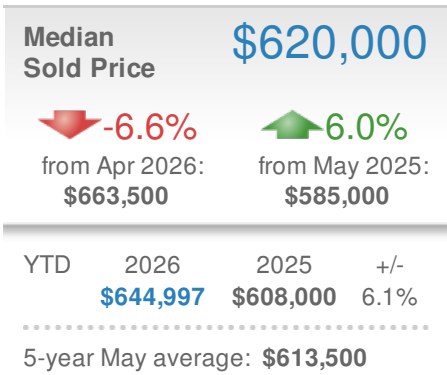 Median
Sold Price
$620,000
-6.6%
from Apr 2026:
$663,500
6.0%
from May 2025:
$585,000
YTD 2026 2025 +/-
$644,997 $608,000 6.1%
5-year May average: $613,500